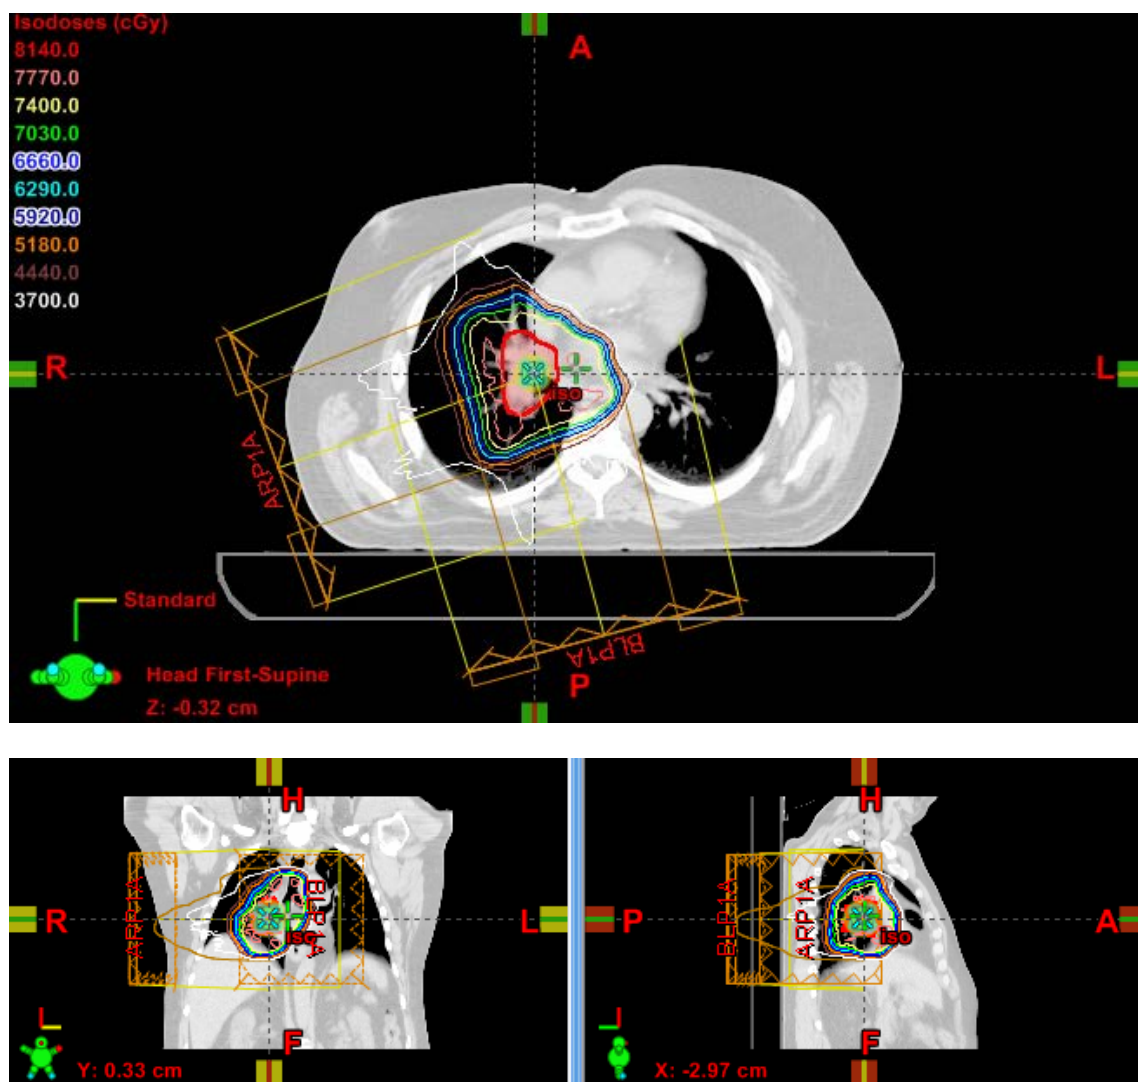 Isodoses (cGy)
8140.0
7770.0
7400.0
7030.0
6660.0
6290.0
5920.0
5180.0
4440.0
3700.0
A
R
L
iso
ARP1A
BLP1A
P
Standard
Head First-Supine
Z: -0.32 cm
H
R
ARP1A
BLP1A
L
iso
F
Y: 0.33 cm
H
P
BLP1A
ARP1A
A
iso
F
X: -2.97 cm